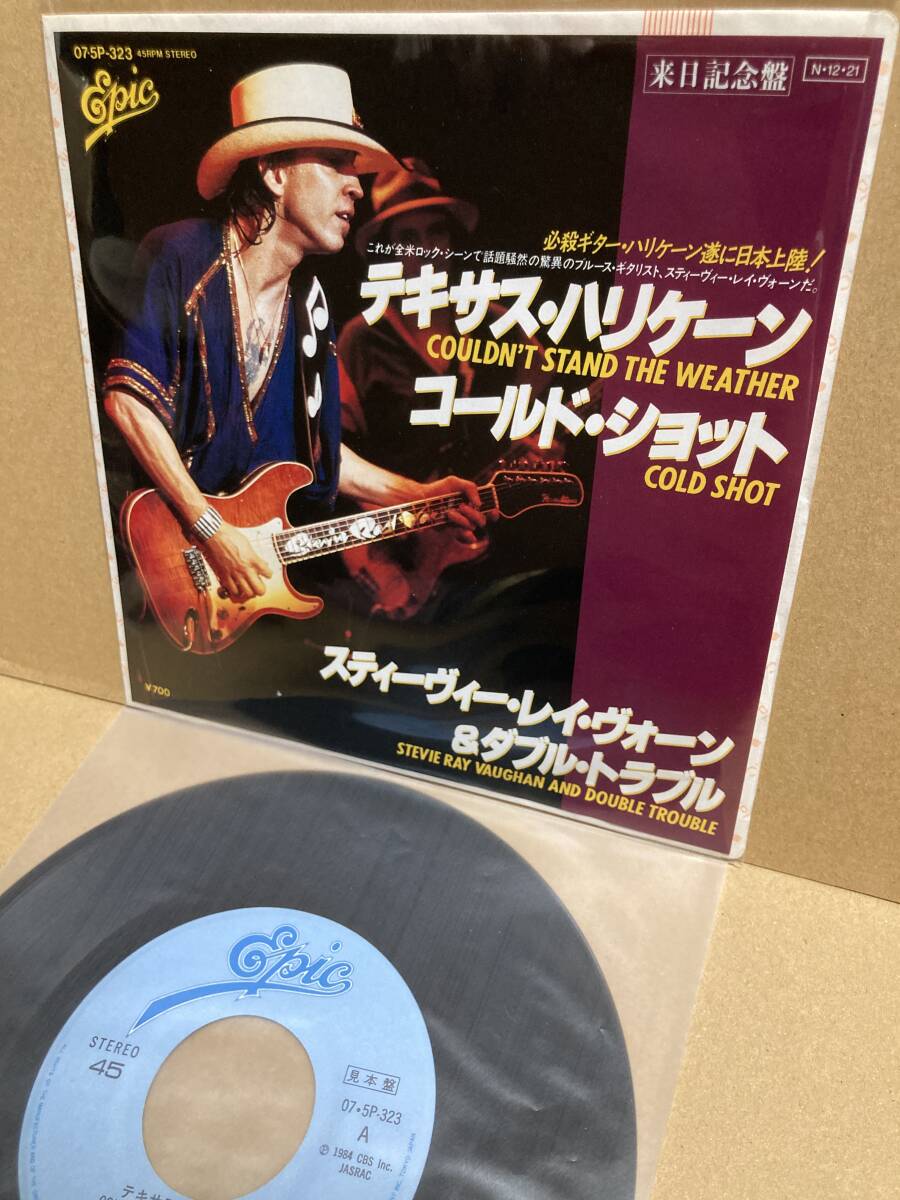 07·5P-323 45RPM STEREO
Epic
来日記念盤
N・12・21
必殺ギター・ハリケーン遂に日本上陸!
これが全米ロック・シーンで話題騒然の驚異のブルース・ギタリスト、スティーヴィー・レイ・ヴォーンだ。
テキサス・ハリケーン
COULDN'T STAND THE WEATHER
コールド・ショット
COLD SHOT
¥700
スティーヴィー・レイ・ヴォーン
&ダブル・トラブル
STEVIE RAY VAUGHAN AND DOUBLE TROUBLE
Epic
STEREO
45
見本盤
07・5P-323
A
Ⓟ 1984 CBS Inc.
JASRAC
テキサ